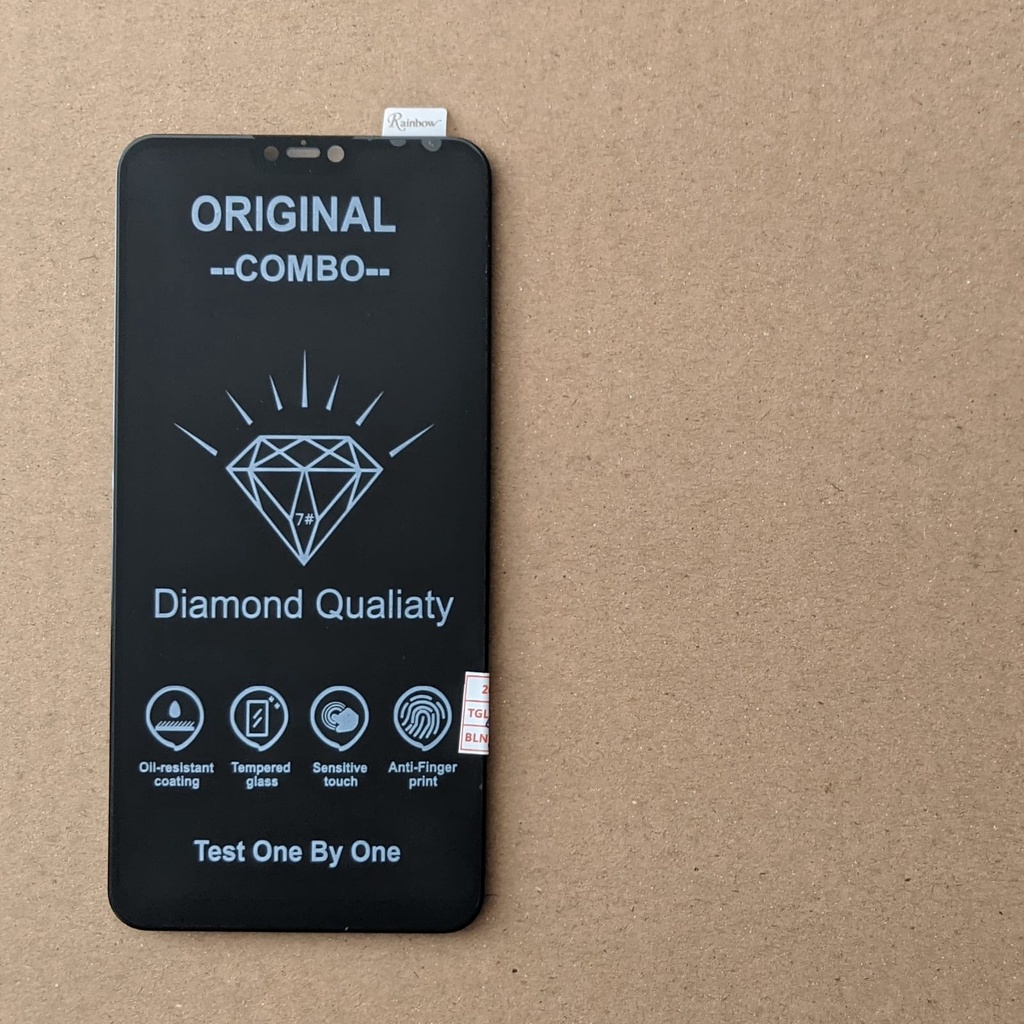 Rainbow
ORIGINAL
--COMBO--
7#
Diamond Qualiaty
2
TGL
BLN
Oil-resistant
coating
Tempered
glass
Sensitive
touch
Anti-Finger
print
Test One By One